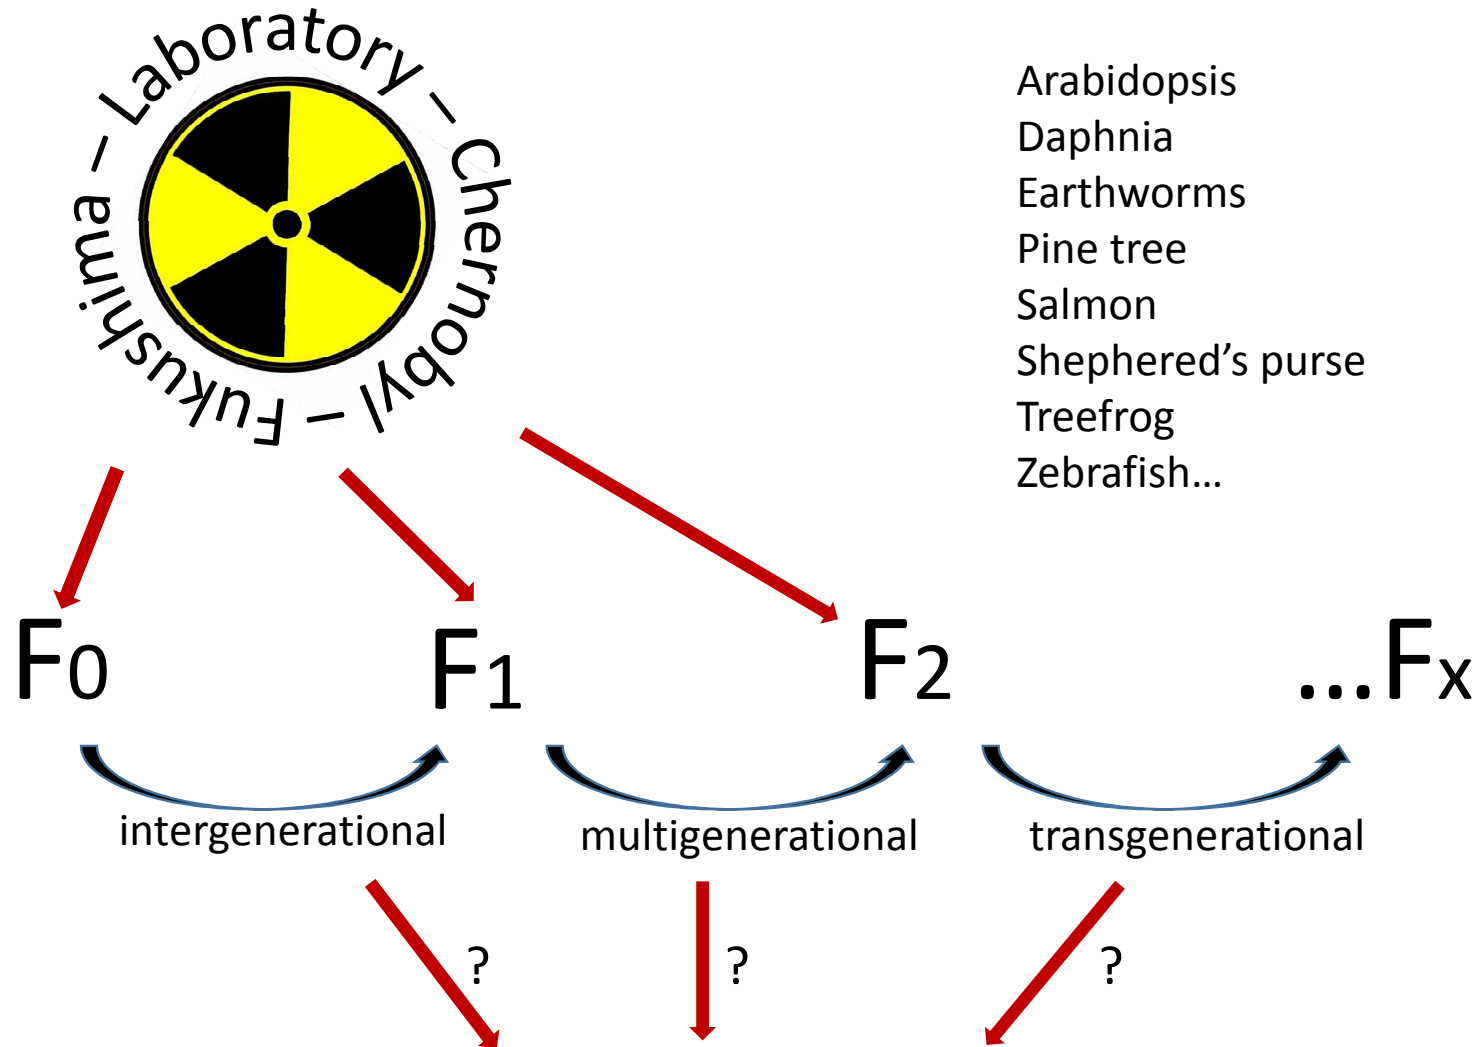 Laboratory – Chernobyl – Fukushima –
Arabidopsis
Daphnia
Earthworms
Pine tree
Salmon
Shephered’s purse
Treefrog
Zebrafish...
F0
F1
F2
...Fx
intergenerational
multigenerational
transgenerational
?
?
?